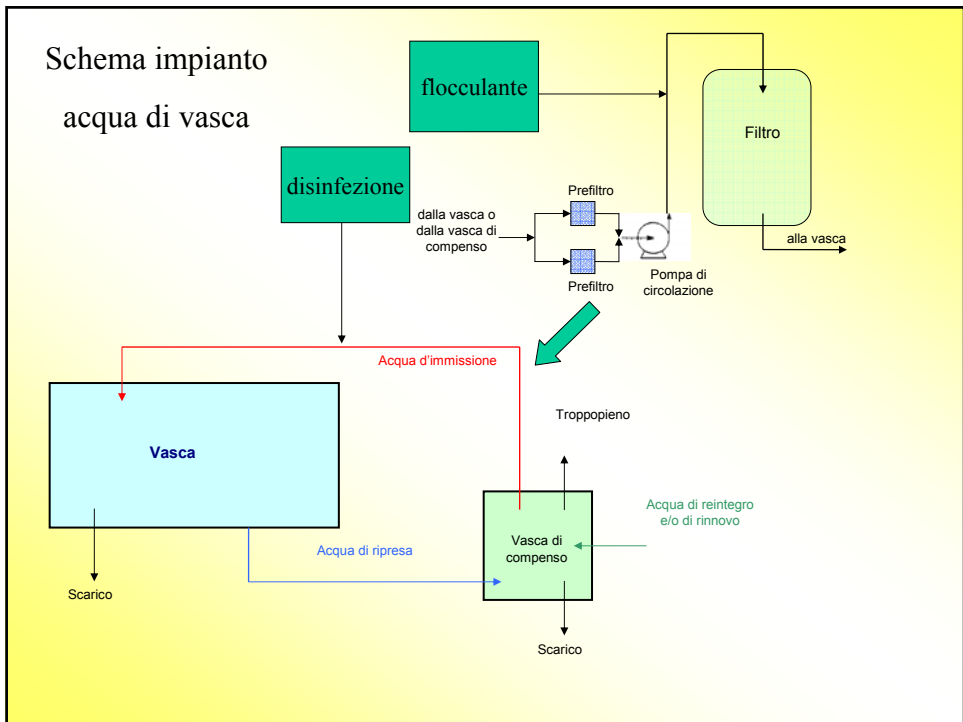 Schema impianto
acqua di vasca
flocculante
Filtro
disinfezione
Prefiltro
dalla vasca o
dalla vasca di
compenso
alla vasca
Prefiltro
Pompa di
circolazione
Acqua d'immissione
Troppopieno
Vasca
Acqua di reintegro
e/o di rinnovo
Vasca di
compenso
Acqua di ripresa
Scarico
Scarico